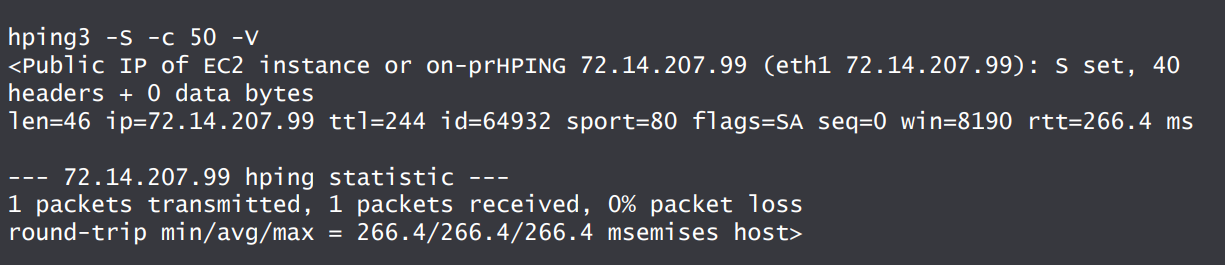 hping3 -S -c 50 -V
<Public IP of EC2 instance or on-prHPING 72.14.207.99 (eth1 72.14.207.99): S set, 40
headers + 0 data bytes
len=46 ip=72.14.207.99 ttl=244 id=64932 sport=80 flags=SA seq=0 win=8190 rtt=266.4 ms
--- 72.14.207.99 hping statistic ---
1 packets transmitted, 1 packets received, 0% packet loss
round-trip min/avg/max = 266.4/266.4/266.4 msemises host>